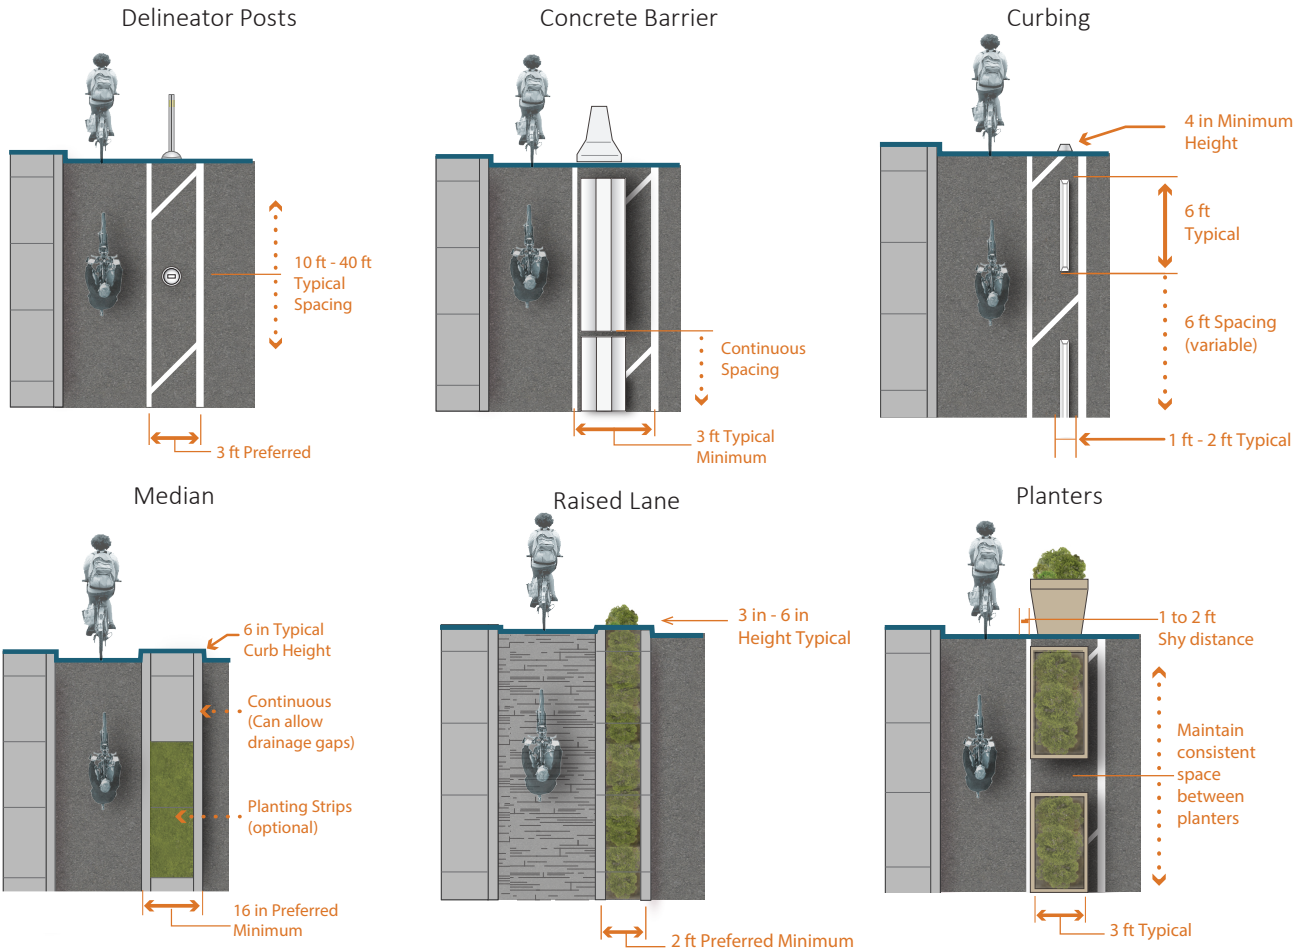 Delineator Posts
10 ft - 40 ft
Typical
Spacing
3 ft Preferred
Concrete Barrier
Continuous
Spacing
3 ft Typical
Minimum
Curbing
4 in Minimum
Height
6 ft
Typical
6 ft Spacing
(variable)
1 ft - 2 ft Typical
Median
6 in Typical
Curb Height
Continuous
(Can allow
drainage gaps)
Planting Strips
(optional)
16 in Preferred
Minimum
Raised Lane
3 in - 6 in
Height Typical
2 ft Preferred Minimum
Planters
1 to 2 ft
Shy distance
Maintain
consistent
space
between
planters
3 ft Typical